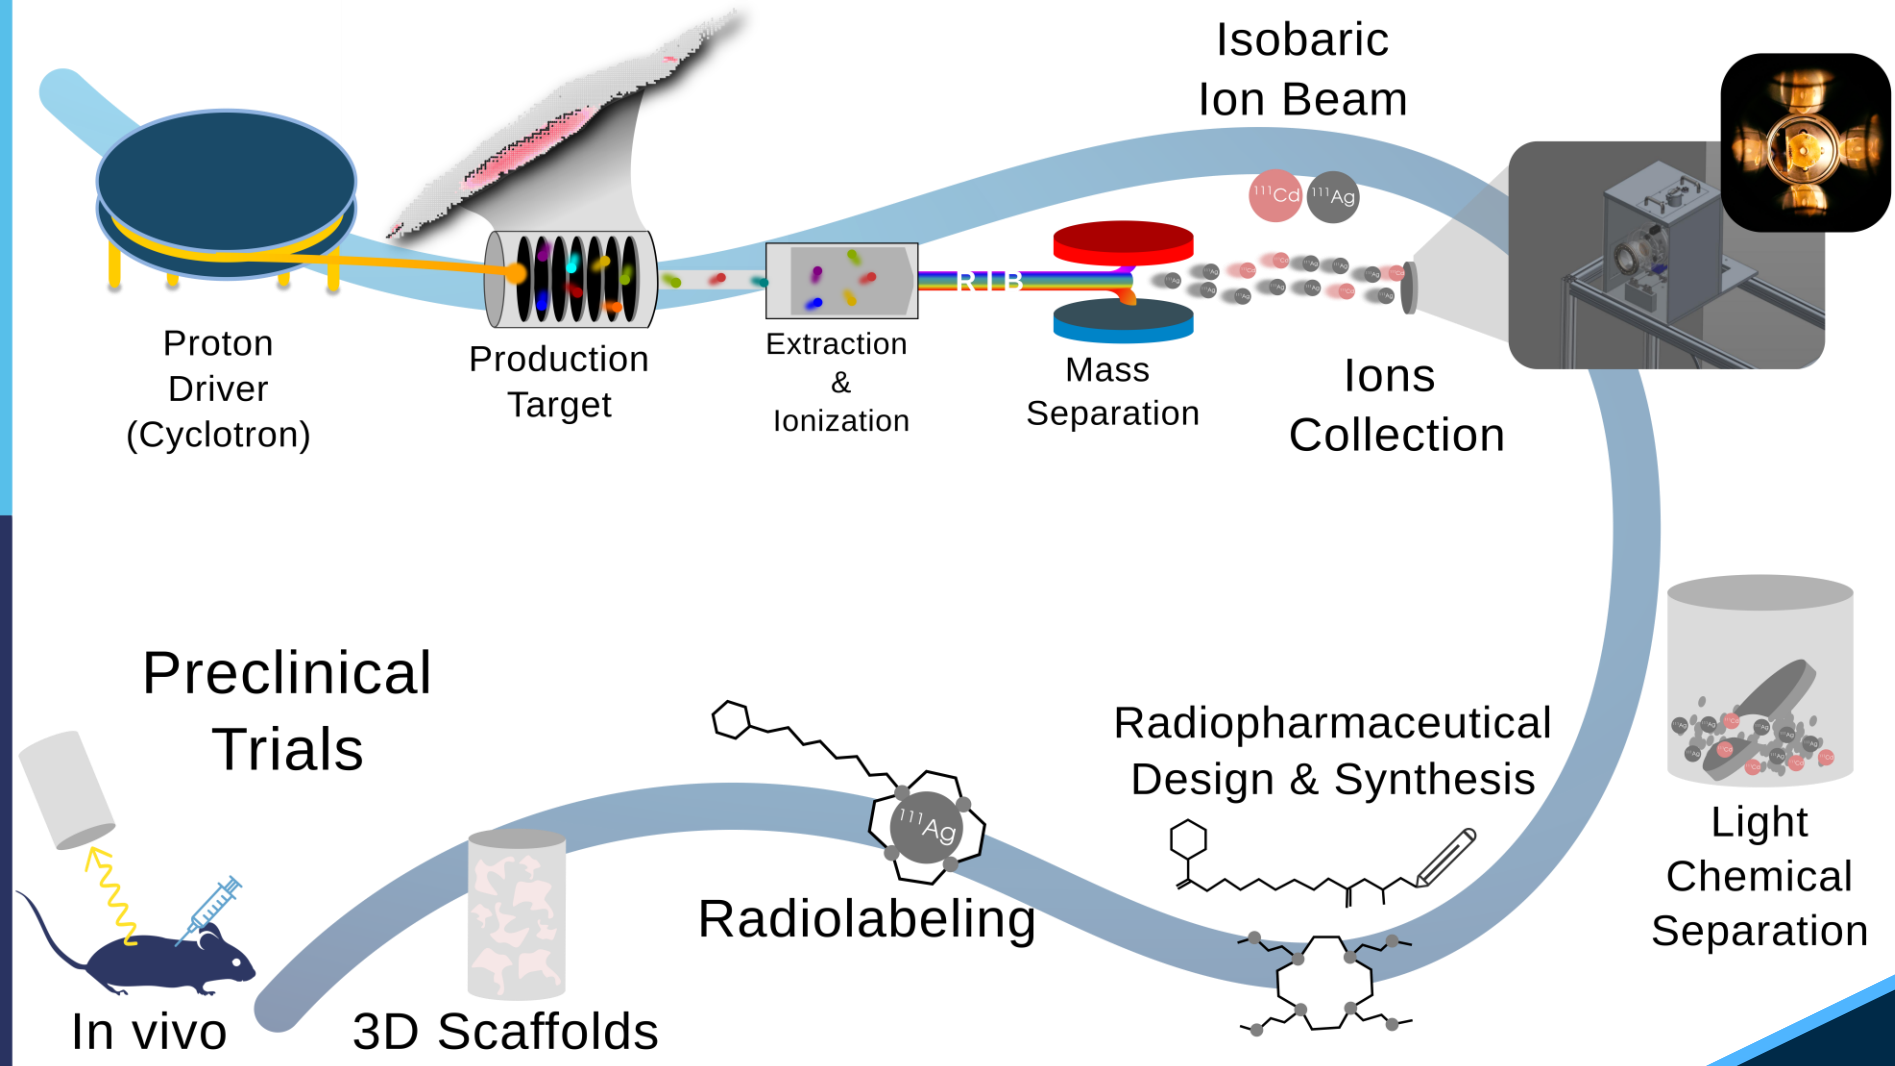 Isobaric
Ion Beam
¹¹¹Cd ¹¹¹Ag
RIB
Proton
Driver
(Cyclotron)
Production
Target
Extraction
&
Ionization
Mass
Separation
Ions
Collection
Light
Chemical
Separation
Radiopharmaceutical
Design & Synthesis
¹¹¹Ag
Radiolabeling
Preclinical
Trials
3D Scaffolds
In vivo